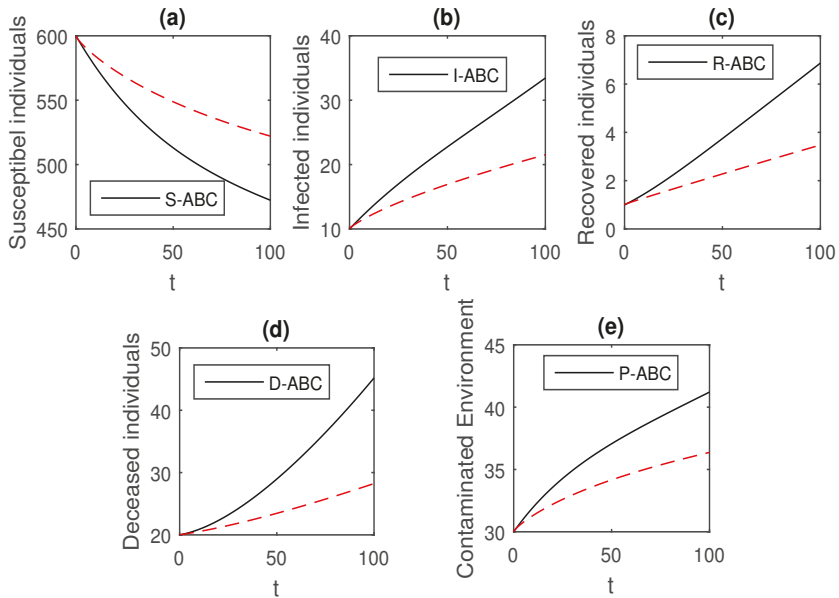 (a)
Susceptibel individuals
600
550
500
450
S-ABC
0
50
100
t
(b)
Infected individuals
40
30
20
10
I-ABC
0
50
100
t
(c)
Recovered individuals
8
6
4
2
0
R-ABC
0
50
100
t
(d)
Deceased individuals
50
40
30
20
D-ABC
0
50
100
t
(e)
Contaminated Environment
45
40
35
30
P-ABC
0
50
100
t